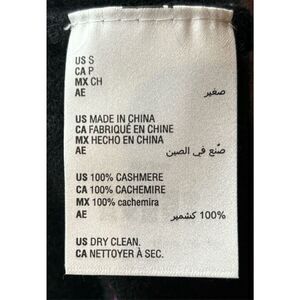 US S
CA P
MX CH
AE صغير
US MADE IN CHINA
CA FABRIQUÉ EN CHINE
MX HECHO EN CHINA
AE صُنع في الصين
US 100% CASHMERE
CA 100% CACHEMIRE
MX 100% cachemira
AE 100% كشمير
US DRY CLEAN.
CA NETTOYER À SEC.